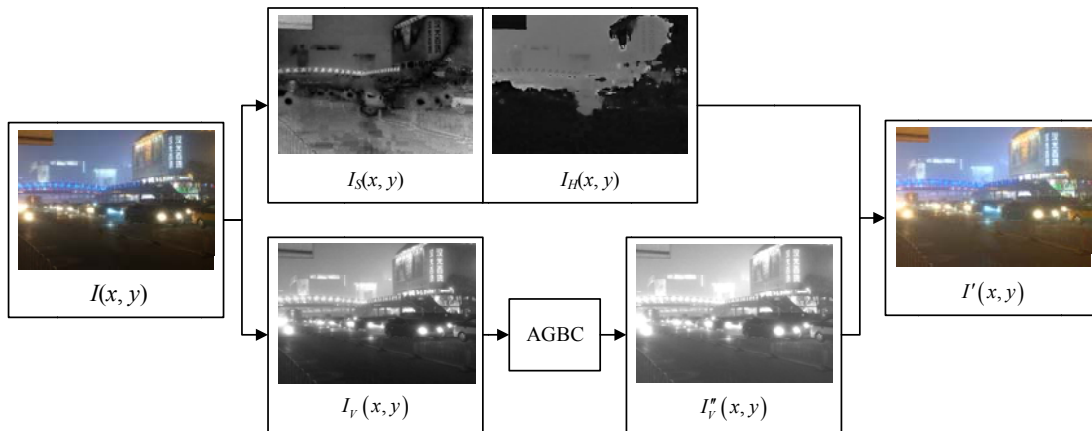 I_S(x, y)
I_H(x, y)
I(x, y)
I_V(x, y)
AGBC
I″_V(x, y)
I′(x, y)